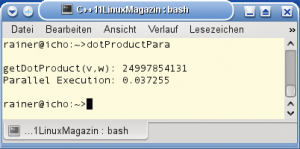 C++11LinuxMagazin : bash
Datei Bearbeiten Ansicht Verlauf Lesezeichen »
rainer@icho:~>dotProductPara
getDotProduct(v,w): 24997854131
Parallel Execution: 0.037255
rainer@icho:~>
...1LinuxMagazin : bash